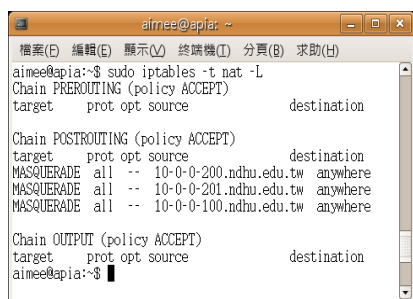 aimee@apia: ~
檔案(F) 編輯(E) 顯示(V) 終端機(T) 分頁(B) 求助(H)
aimee@apia:~$ sudo iptables -t nat -L
Chain PREROUTING (policy ACCEPT)
target     prot opt source               destination

Chain POSTROUTING (policy ACCEPT)
target     prot opt source               destination
MASQUERADE  all  --  10-0-0-200.ndhu.edu.tw  anywhere
MASQUERADE  all  --  10-0-0-201.ndhu.edu.tw  anywhere
MASQUERADE  all  --  10-0-0-100.ndhu.edu.tw  anywhere

Chain OUTPUT (policy ACCEPT)
target     prot opt source               destination
aimee@apia:~$